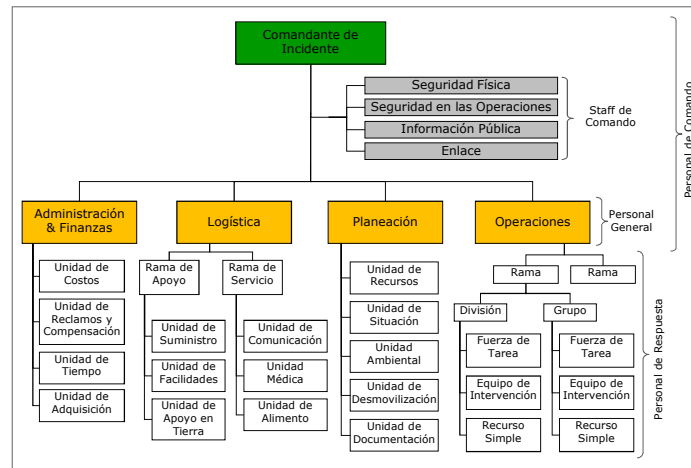 Comandante de
Incidente
Seguridad Física
Seguridad en las Operaciones
Información Pública
Enlace
Staff de
Comando
Personal de Comando
Administración
& Finanzas
Logística
Planeación
Operaciones
Personal
General
Unidad de
Costos
Unidad de
Reclamos y
Compensación
Unidad de
Tiempo
Unidad de
Adquisición
Rama de
Apoyo
Rama de
Servicio
Unidad de
Suministro
Unidad de
Facilidades
Unidad de
Apoyo en
Tierra
Unidad de
Comunicación
Unidad
Médica
Unidad de
Alimento
Unidad de
Recursos
Unidad de
Situación
Unidad
Ambiental
Unidad de
Desmovilización
Unidad de
Documentación
Rama
Rama
División
Grupo
Fuerza de
Tarea
Equipo de
Intervención
Recurso
Simple
Fuerza de
Tarea
Equipo de
Intervención
Recurso
Simple
Personal de Respuesta